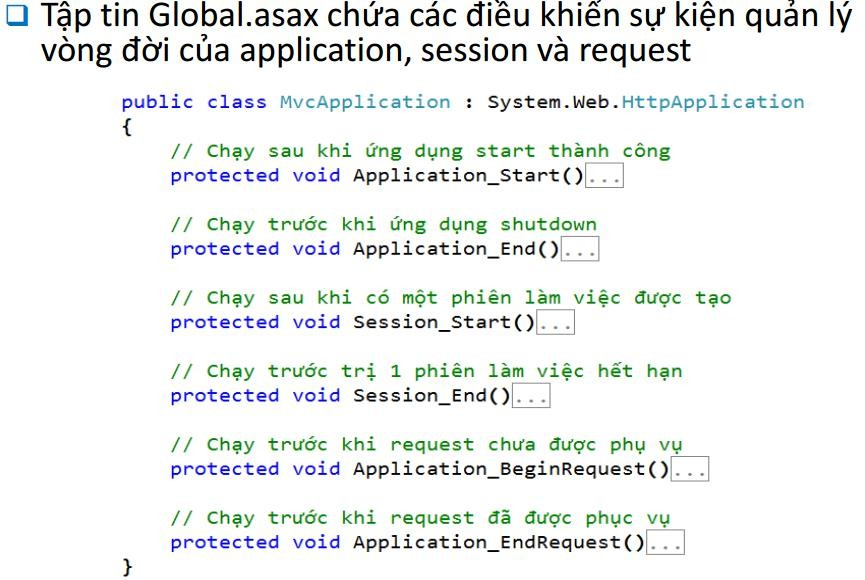 Tập tin Global.asax chứa các điều khiển sự kiện quản lý
vòng đời của application, session và request
public class MvcApplication : System.Web.HttpApplication
{
// Chạy sau khi ứng dụng start thành công
protected void Application_Start()...
// Chạy trước khi ứng dụng shutdown
protected void Application_End()...
// Chạy sau khi có một phiên làm việc được tạo
protected void Session_Start()...
// Chạy trước trị 1 phiên làm việc hết hạn
protected void Session_End()...
// Chạy trước khi request chưa được phụ vụ
protected void Application_BeginRequest()...
// Chạy trước khi request đã được phục vụ
protected void Application_EndRequest()...
}